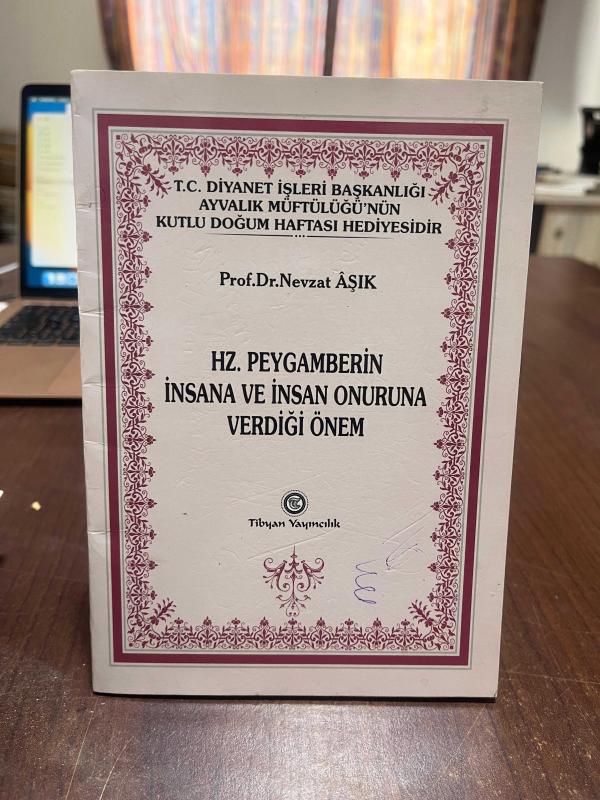 T.C. DİYANET İŞLERİ BAŞKANLIĞI
AYVALIK MÜFTÜLÜĞÜ'NÜN
KUTLU DOĞUM HAFTASI HEDİYESİDİR
Prof.Dr.Nevzat ÂŞIK
HZ. PEYGAMBERİN
İNSANA VE İNSAN ONURUNA
VERDİĞİ ÖNEM
Tibyan Yayıncılık